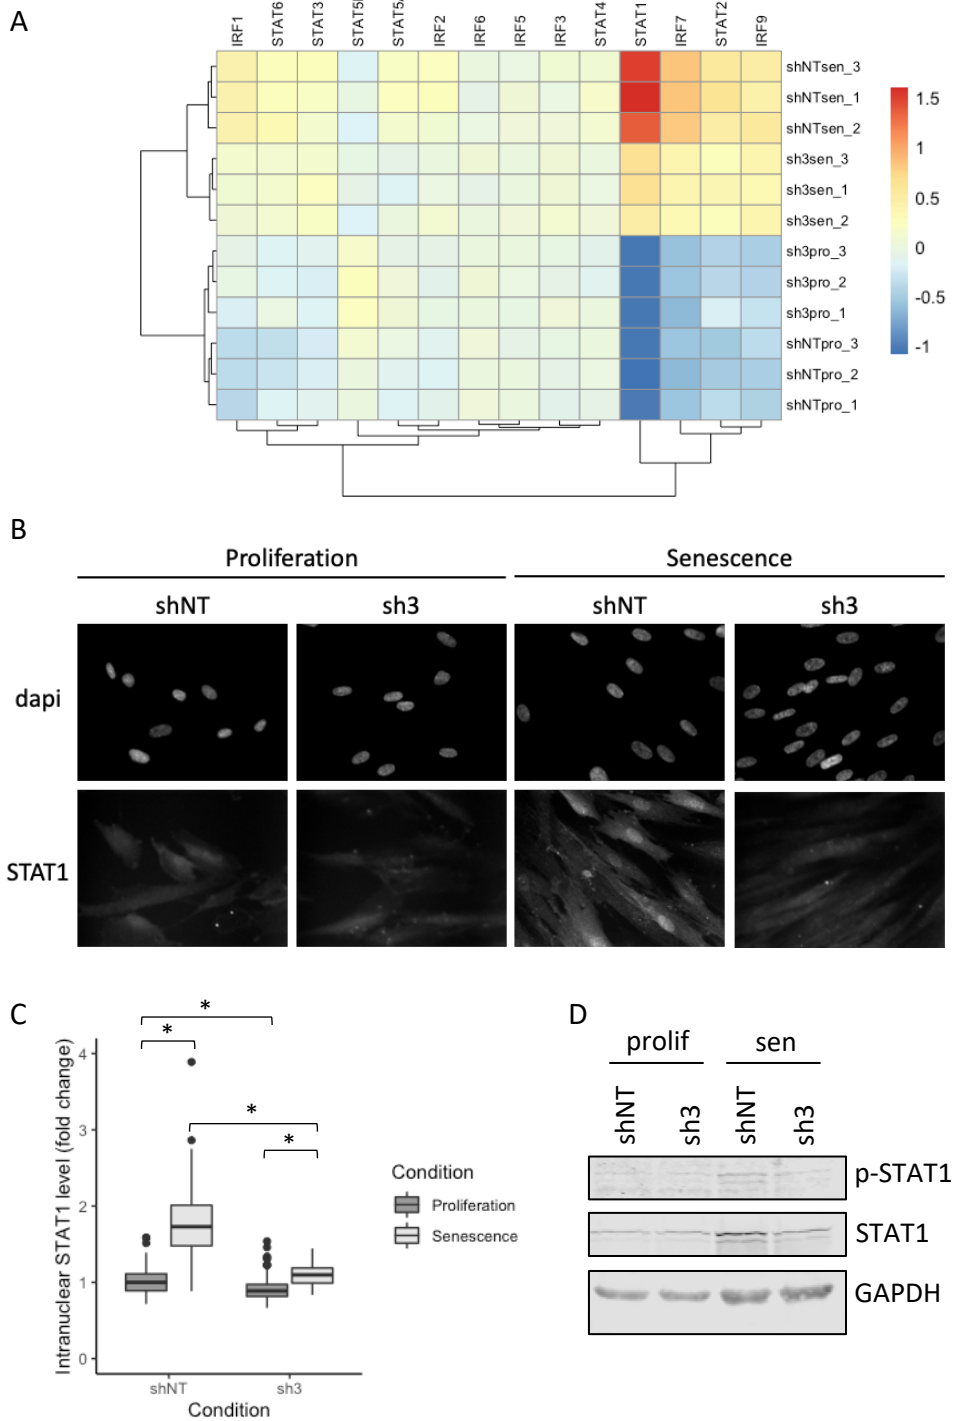 A
IRF1 STAT6 STAT3 STAT5 STAT5 IRF2 IRF6 IRF5 IRF3 STAT4 STAT1 IRF7 STAT2 IRF9
shNTsen_3
shNTsen_1
shNTsen_2
sh3sen_3
sh3sen_1
sh3sen_2
sh3pro_3
sh3pro_2
sh3pro_1
shNTpro_3
shNTpro_2
shNTpro_1
1.5
1
0.5
0
-0.5
-1
B
Proliferation Senescence
shNT sh3 shNT sh3
dapi
STAT1
C
* 
*
*
*
Intranuclear STAT1 level (fold change)
4
3
2
1
0
shNT sh3
Condition
Condition
Proliferation
Senescence
D
prolif sen
shNT sh3 shNT sh3
p-STAT1
STAT1
GAPDH